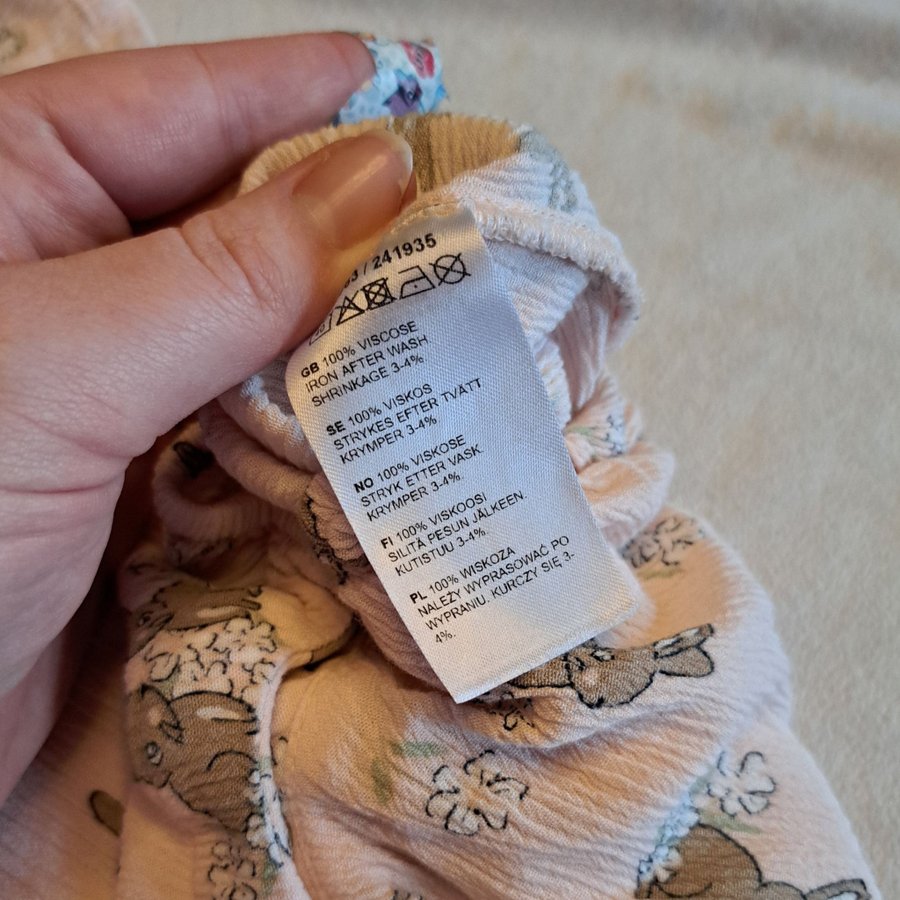 / 241935
GB 100% VISCOSE
IRON AFTER WASH
SHRINKAGE 3-4%
SE 100% VISKOS
STRYKES EFTER TVÄTT
KRYMPER 3-4%
NO 100% VISKOSE
STRYK ETTER VASK.
KRYMPER 3-4%.
FI 100% VISKOOSI
SILITÄ PESUN JÄLKEEN.
KUTISTUU 3-4%.
PL 100% WISKOZA
NALEŻY WYPRASOWAĆ PO
WYPRANIU. KURCZY SIĘ 3-
4%.